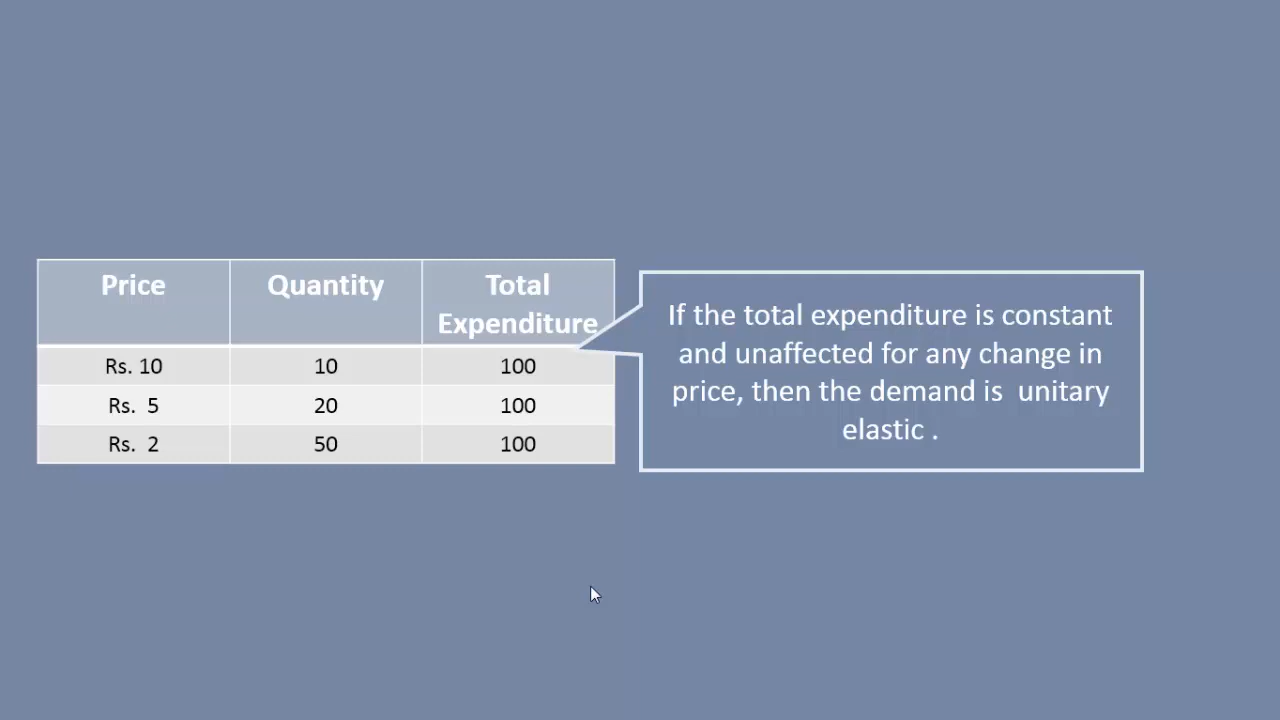 Price Quantity Total
Expenditure
Rs. 10 10 100
Rs. 5 20 100
Rs. 2 50 100
If the total expenditure is constant
and unaffected for any change in
price, then the demand is unitary
elastic .